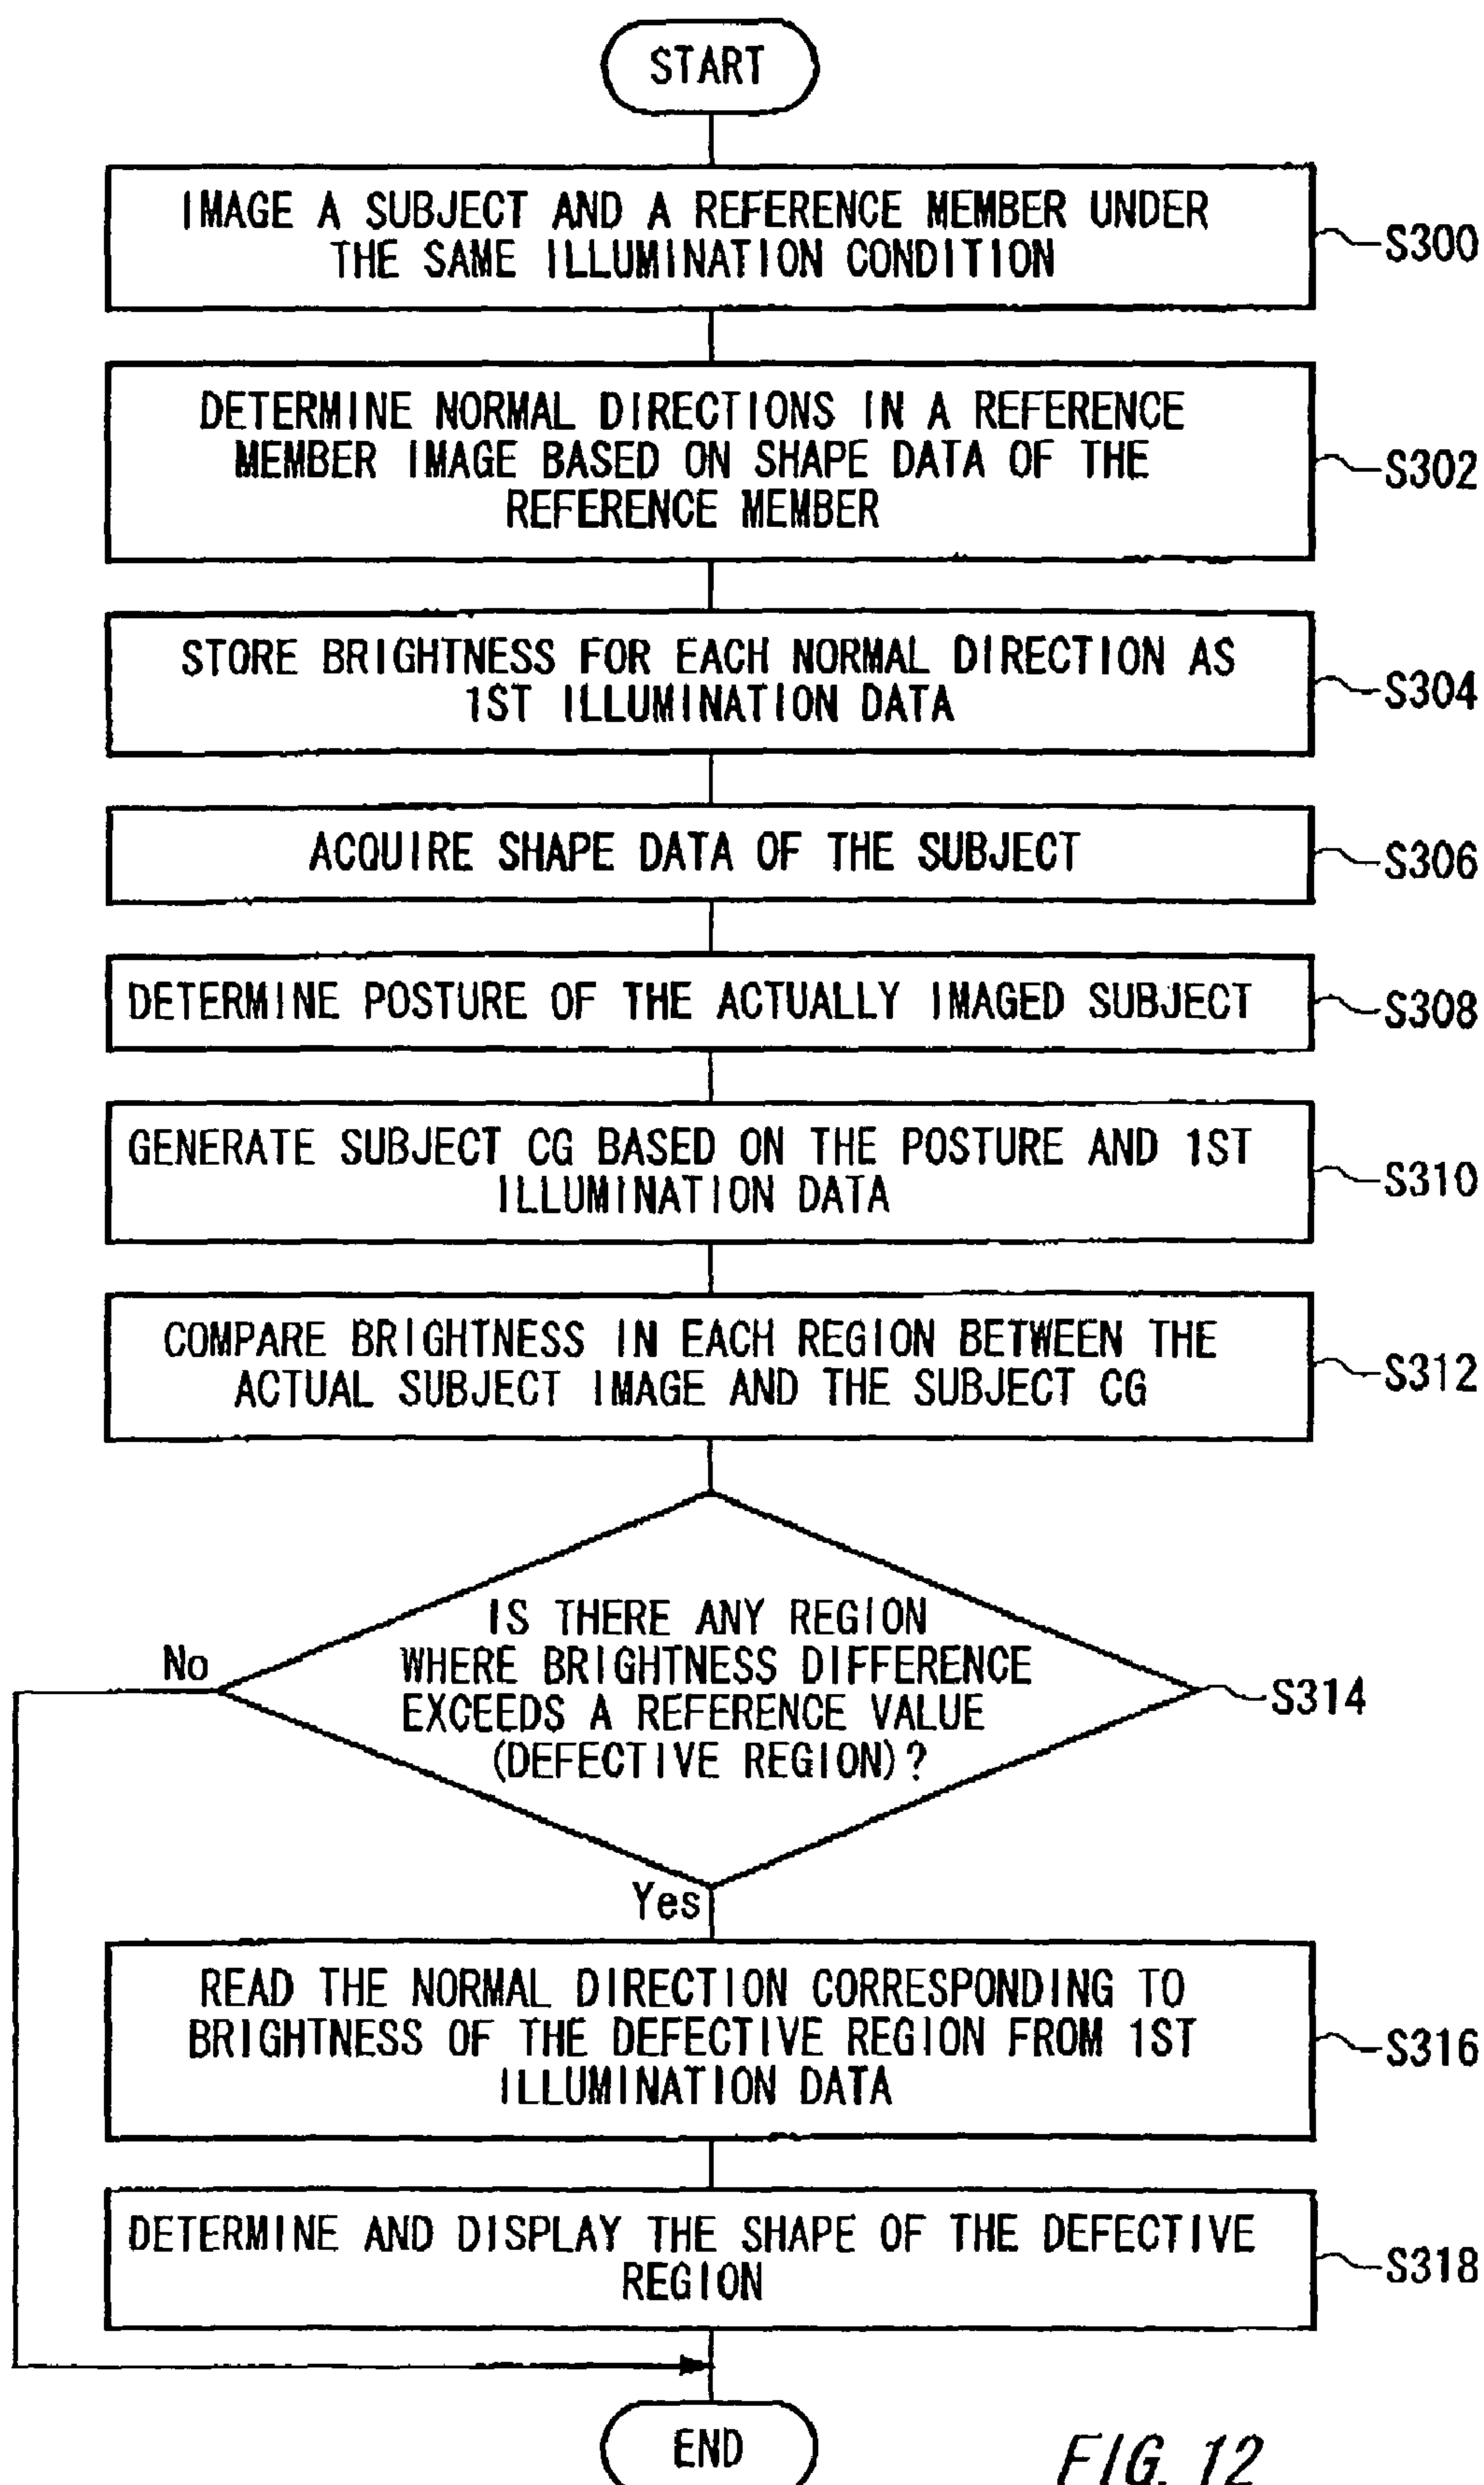 START
IMAGE A SUBJECT AND A REFERENCE MEMBER UNDER
THE SAME ILLUMINATION CONDITION
S300
DETERMINE NORMAL DIRECTIONS IN A REFERENCE
MEMBER IMAGE BASED ON SHAPE DATA OF THE
REFERENCE MEMBER
S302
STORE BRIGHTNESS FOR EACH NORMAL DIRECTION AS
1ST ILLUMINATION DATA
S304
ACQUIRE SHAPE DATA OF THE SUBJECT
S306
DETERMINE POSTURE OF THE ACTUALLY IMAGED SUBJECT
S308
GENERATE SUBJECT CG BASED ON THE POSTURE AND 1ST
ILLUMINATION DATA
S310
COMPARE BRIGHTNESS IN EACH REGION BETWEEN THE
ACTUAL SUBJECT IMAGE AND THE SUBJECT CG
S312
IS THERE ANY REGION
WHERE BRIGHTNESS DIFFERENCE
EXCEEDS A REFERENCE VALUE
(DEFECTIVE REGION)?
No
S314
Yes
READ THE NORMAL DIRECTION CORRESPONDING TO
BRIGHTNESS OF THE DEFECTIVE REGION FROM 1ST
ILLUMINATION DATA
S316
DETERMINE AND DISPLAY THE SHAPE OF THE DEFECTIVE
REGION
S318
END
FIG. 12